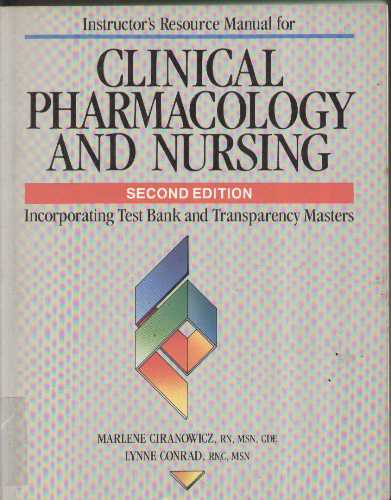 Instructor's Resource Manual for
CLINICAL
PHARMACOLOGY
AND NURSING
SECOND EDITION
Incorporating Test Bank and Transparency Masters
MARLENE CIRANOWICZ, RN, MSN, CDE
LYNNE CONRAD, RNC, MSN